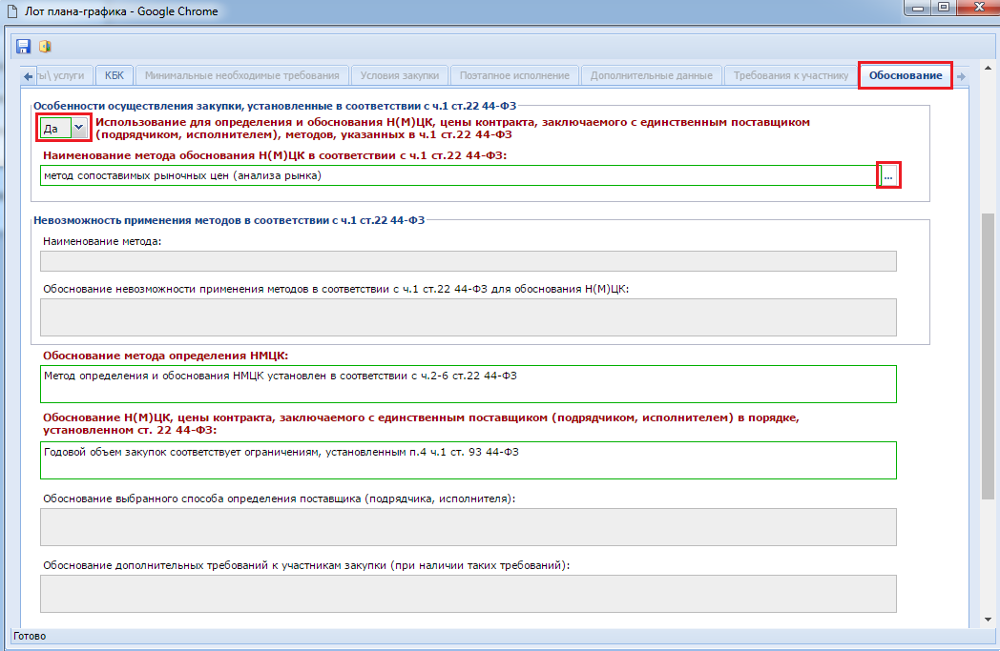 Лот плана-графика - Google Chrome
ты\ услуги
КБК
Минимальные необходимые требования
Условия закупки
Поэтапное исполнение
Дополнительные данные
Требования к участнику
Обоснование
Особенности осуществления закупки, установленные в соответствии с ч.1 ст.22 44-ФЗ
Да
Использование для определения и обоснования Н(М)ЦК, цены контракта, заключаемого с единственным поставщиком
(подрядчиком, исполнителем), методов, указанных в ч.1 ст.22 44-ФЗ
Наименование метода обоснования Н(М)ЦК в соответствии с ч.1 ст.22 44-ФЗ:
метод сопоставимых рыночных цен (анализа рынка)
...
Невозможность применения методов в соответствии с ч.1 ст.22 44-ФЗ
Наименование метода:
Обоснование невозможности применения методов в соответствии с ч.1 ст.22 44-ФЗ для обоснования Н(М)ЦК:
Обоснование метода определения НМЦК:
Метод определения и обоснования НМЦК установлен в соответствии с ч.2-6 ст.22 44-ФЗ
Обоснование Н(М)ЦК, цены контракта, заключаемого с единственным поставщиком (подрядчиком, исполнителем) в порядке,
установленном ст. 22 44-ФЗ:
Годовой объем закупок соответствует ограничениям, установленным п.4 ч.1 ст. 93 44-ФЗ
Обоснование выбранного способа определения поставщика (подрядчика, исполнителя):
Обоснование дополнительных требований к участникам закупки (при наличии таких требований):
Готово